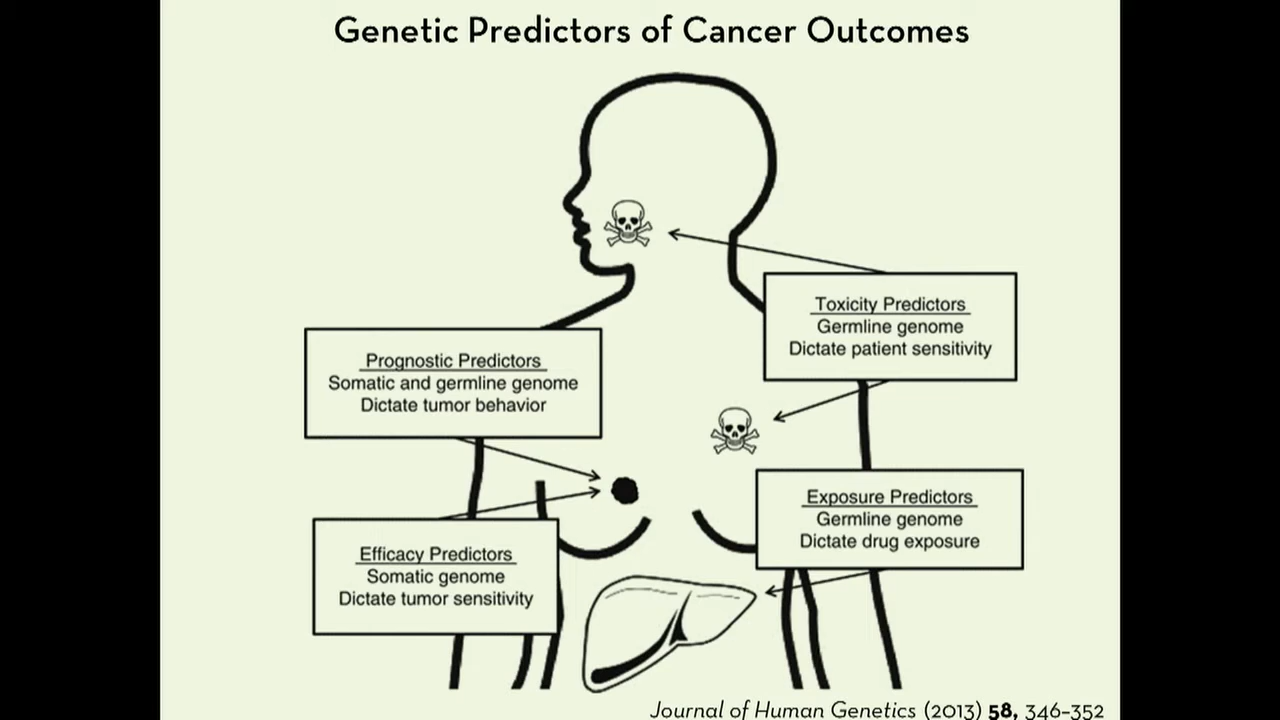 Genetic Predictors of Cancer Outcomes
Toxicity Predictors
Germline genome
Dictate patient sensitivity
Prognostic Predictors
Somatic and germline genome
Dictate tumor behavior
Exposure Predictors
Germline genome
Dictate drug exposure
Efficacy Predictors
Somatic genome
Dictate tumor sensitivity
Journal of Human Genetics (2013) 58, 346–352